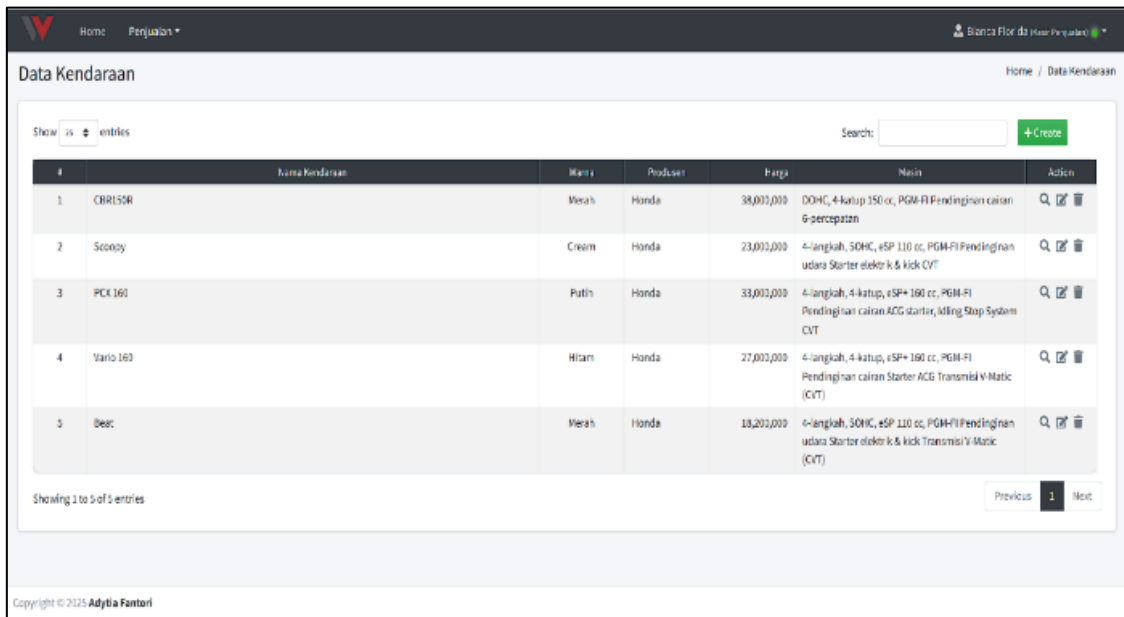 Home Penjualan
Bianca Florida (Kasir Penjualan)
Data Kendaraan
Home / Data Kendaraan
Show 25 entries
Search:
+ Create
# Nama Kendaraan Warna Produsen Harga Mesin Action
1 CBR150R Merah Honda 38,000,000 DOHC, 4-katup 150 cc, PGM-FI Pendinginan cairan
6-percepatan
2 Scoopy Cream Honda 23,000,000 4-langkah, SOHC, eSP 110 cc, PGM-FI Pendinginan
udara Starter elektrik & kick CVT
3 PCX 160 Putih Honda 33,000,000 4-langkah, 4-katup, eSP+ 160 cc, PGM-FI
Pendinginan cairan ACG starter, Idling Stop System
CVT
4 Vario 160 Hitam Honda 27,000,000 4-langkah, 4-katup, eSP+ 160 cc, PGM-FI
Pendinginan cairan Starter ACG Transmisi V-Matic
(CVT)
5 Beat Merah Honda 18,200,000 4-langkah, SOHC, eSP 110 cc, PGM-FI Pendinginan
udara Starter elektrik & kick Transmisi V-Matic
(CVT)
Showing 1 to 5 of 5 entries
Previous 1 Next
Copyright © 2025 Adytia Fantori